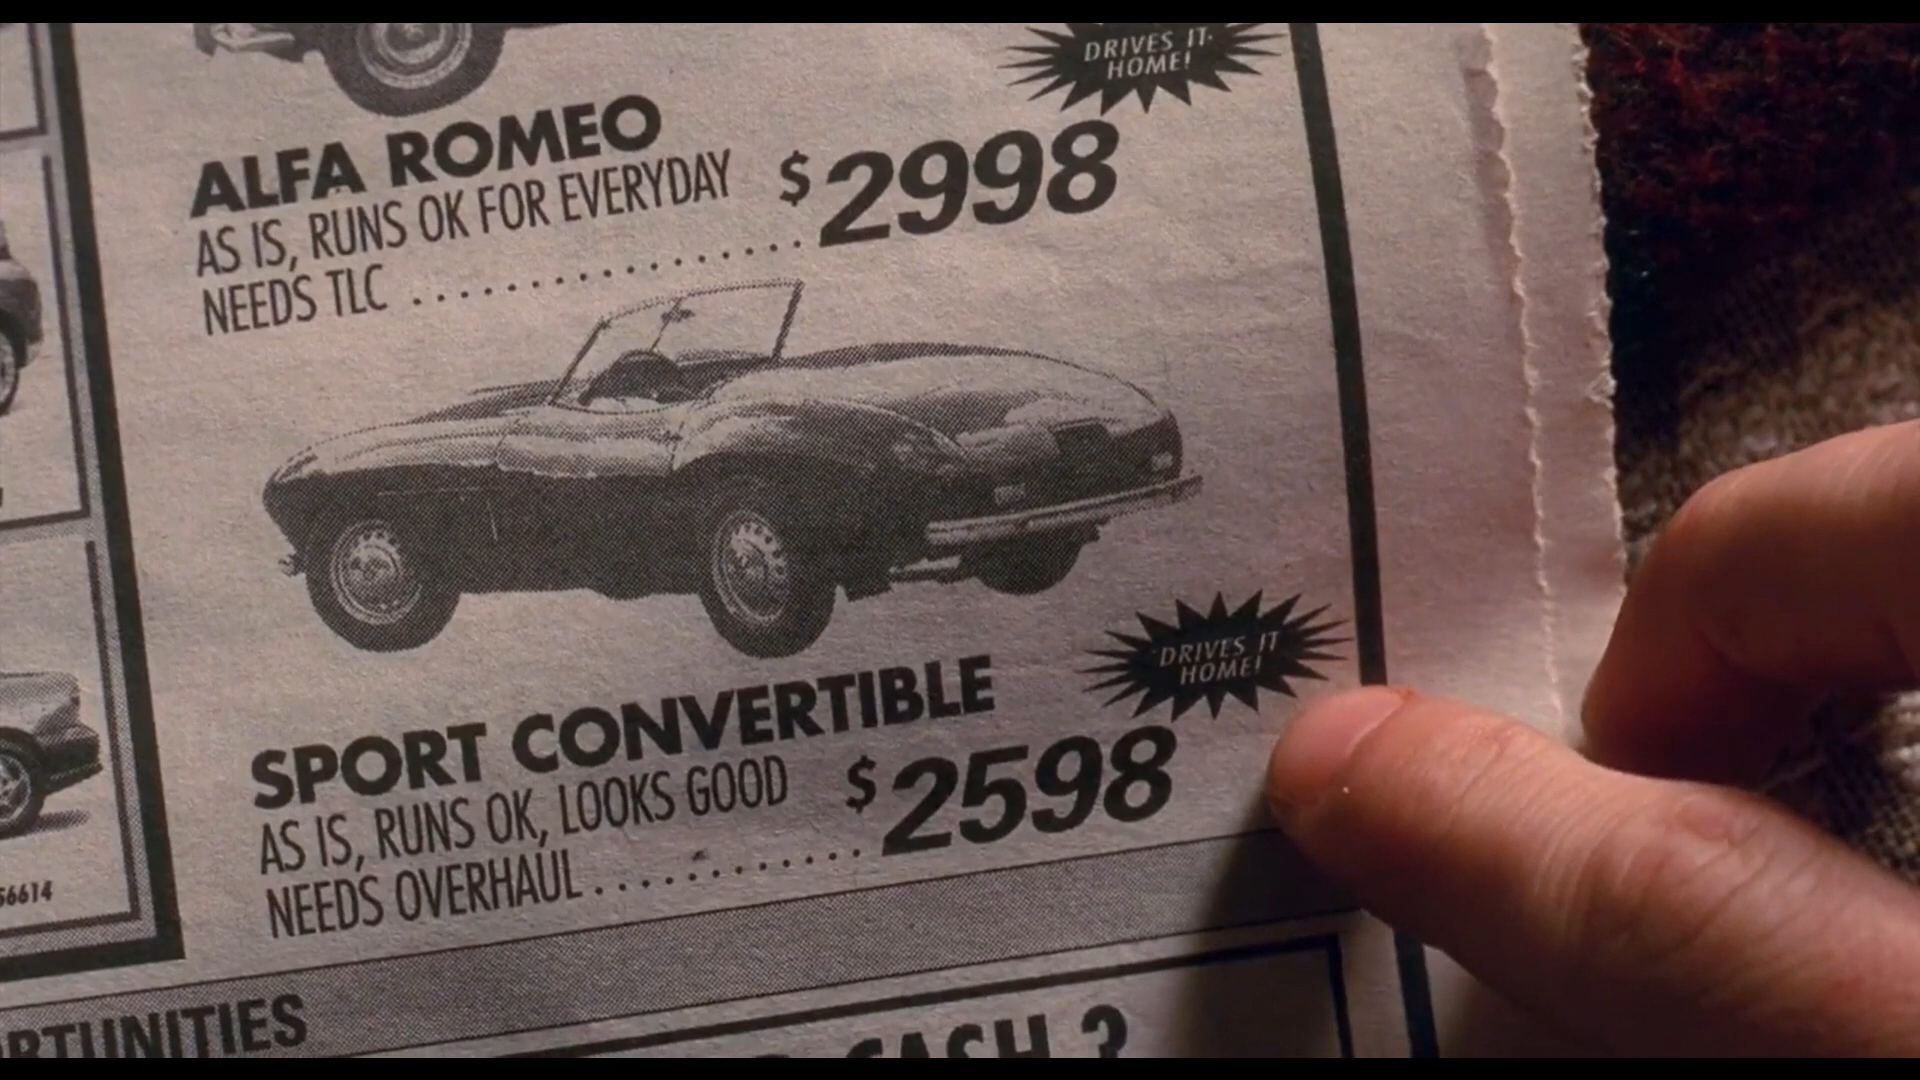 DRIVES IT
HOME!
ALFA ROMEO
AS IS, RUNS OK FOR EVERYDAY
NEEDS TLC ................. $2998
DRIVES IT
HOME!
SPORT CONVERTIBLE
AS IS, RUNS OK, LOOKS GOOD
NEEDS OVERHAUL............ $2598
56614
RTUNITIES
CASH ?